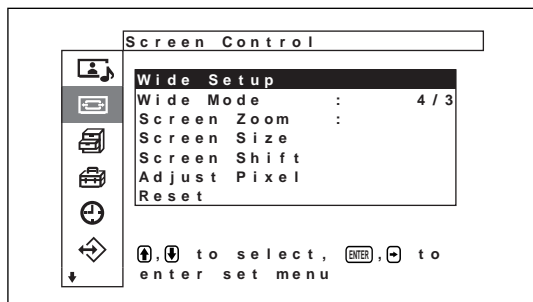 Screen Control
Wide Setup
Wide Mode : 4/3
Screen Zoom :
Screen Size
Screen Shift
Adjust Pixel
Reset
↑,↓ to select, ENTER,→ to
enter set menu